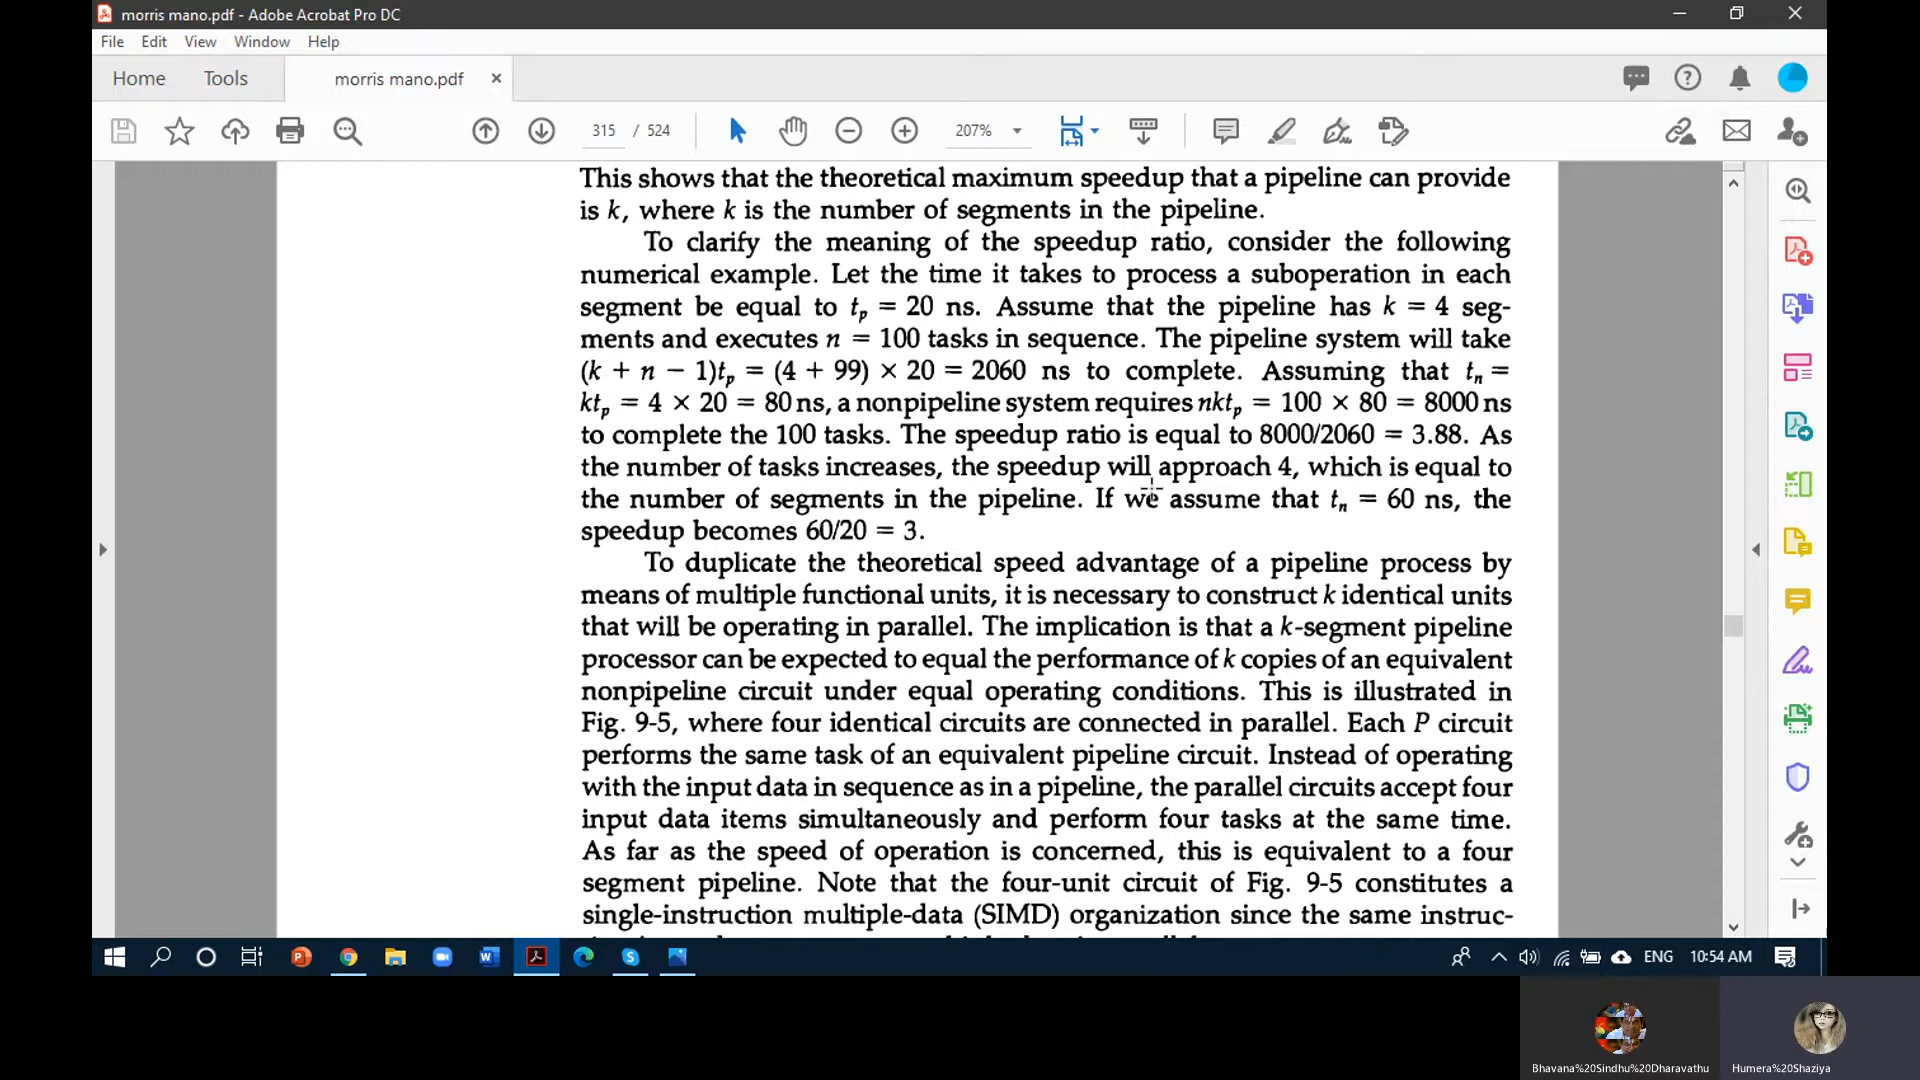 morris mano.pdf - Adobe Acrobat Pro DC
File Edit View Window Help
Home Tools morris mano.pdf
315 / 524 207%
This shows that the theoretical maximum speedup that a pipeline can provide
is k, where k is the number of segments in the pipeline.
To clarify the meaning of the speedup ratio, consider the following
numerical example. Let the time it takes to process a suboperation in each
segment be equal to tp = 20 ns. Assume that the pipeline has k = 4 seg-
ments and executes n = 100 tasks in sequence. The pipeline system will take
(k + n − 1)tp = (4 + 99) × 20 = 2060 ns to complete. Assuming that tn =
ktp = 4 × 20 = 80 ns, a nonpipeline system requires nktp = 100 × 80 = 8000 ns
to complete the 100 tasks. The speedup ratio is equal to 8000/2060 = 3.88. As
the number of tasks increases, the speedup will approach 4, which is equal to
the number of segments in the pipeline. If we assume that tn = 60 ns, the
speedup becomes 60/20 = 3.
To duplicate the theoretical speed advantage of a pipeline process by
means of multiple functional units, it is necessary to construct k identical units
that will be operating in parallel. The implication is that a k-segment pipeline
processor can be expected to equal the performance of k copies of an equivalent
nonpipeline circuit under equal operating conditions. This is illustrated in
Fig. 9-5, where four identical circuits are connected in parallel. Each P circuit
performs the same task of an equivalent pipeline circuit. Instead of operating
with the input data in sequence as in a pipeline, the parallel circuits accept four
input data items simultaneously and perform four tasks at the same time.
As far as the speed of operation is concerned, this is equivalent to a four
segment pipeline. Note that the four-unit circuit of Fig. 9-5 constitutes a
single-instruction multiple-data (SIMD) organization since the same instruc-
ENG 10:54 AM
Bhavana%20Sindhu%20Dharavathu Humera%20Shaziya